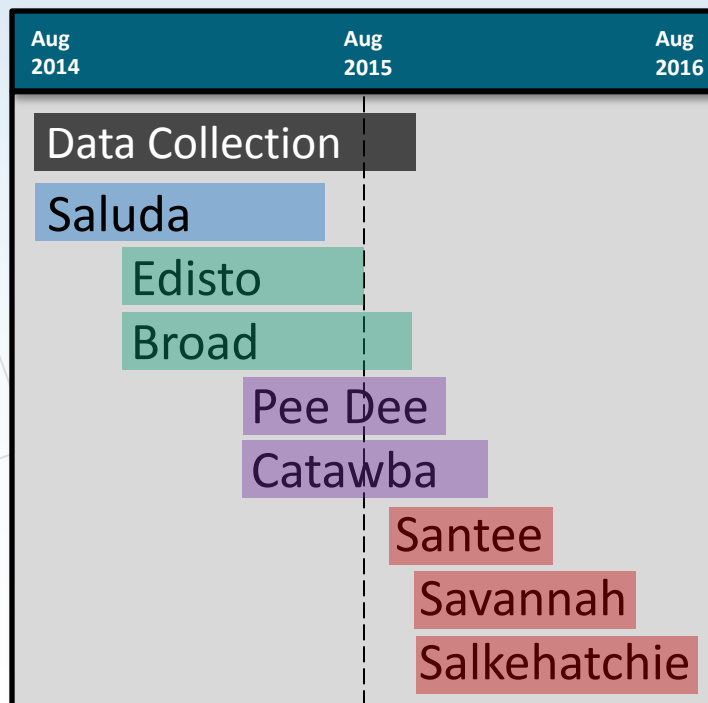 Aug Aug Aug
2014 2015 2016
Data Collection
Saluda
Edisto
Broad
Pee Dee
Catawba
Santee
Savannah
Salkehatchie